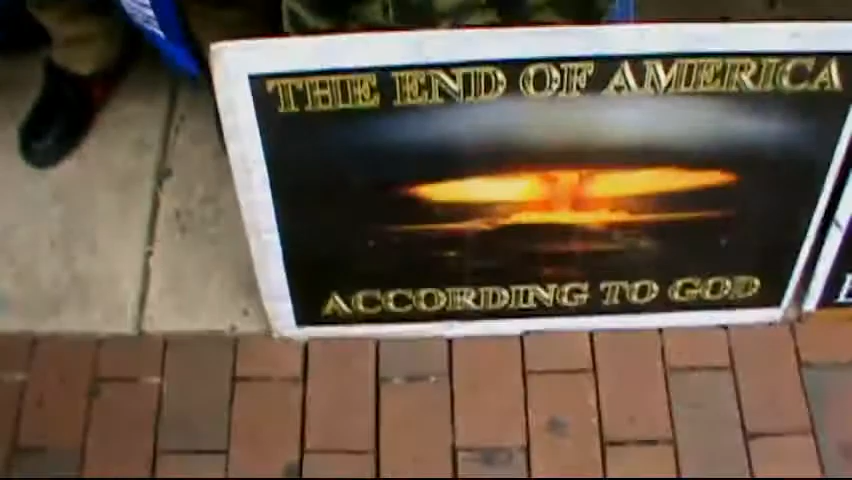 THE END OF AMERICA
ACCORDING TO GOD